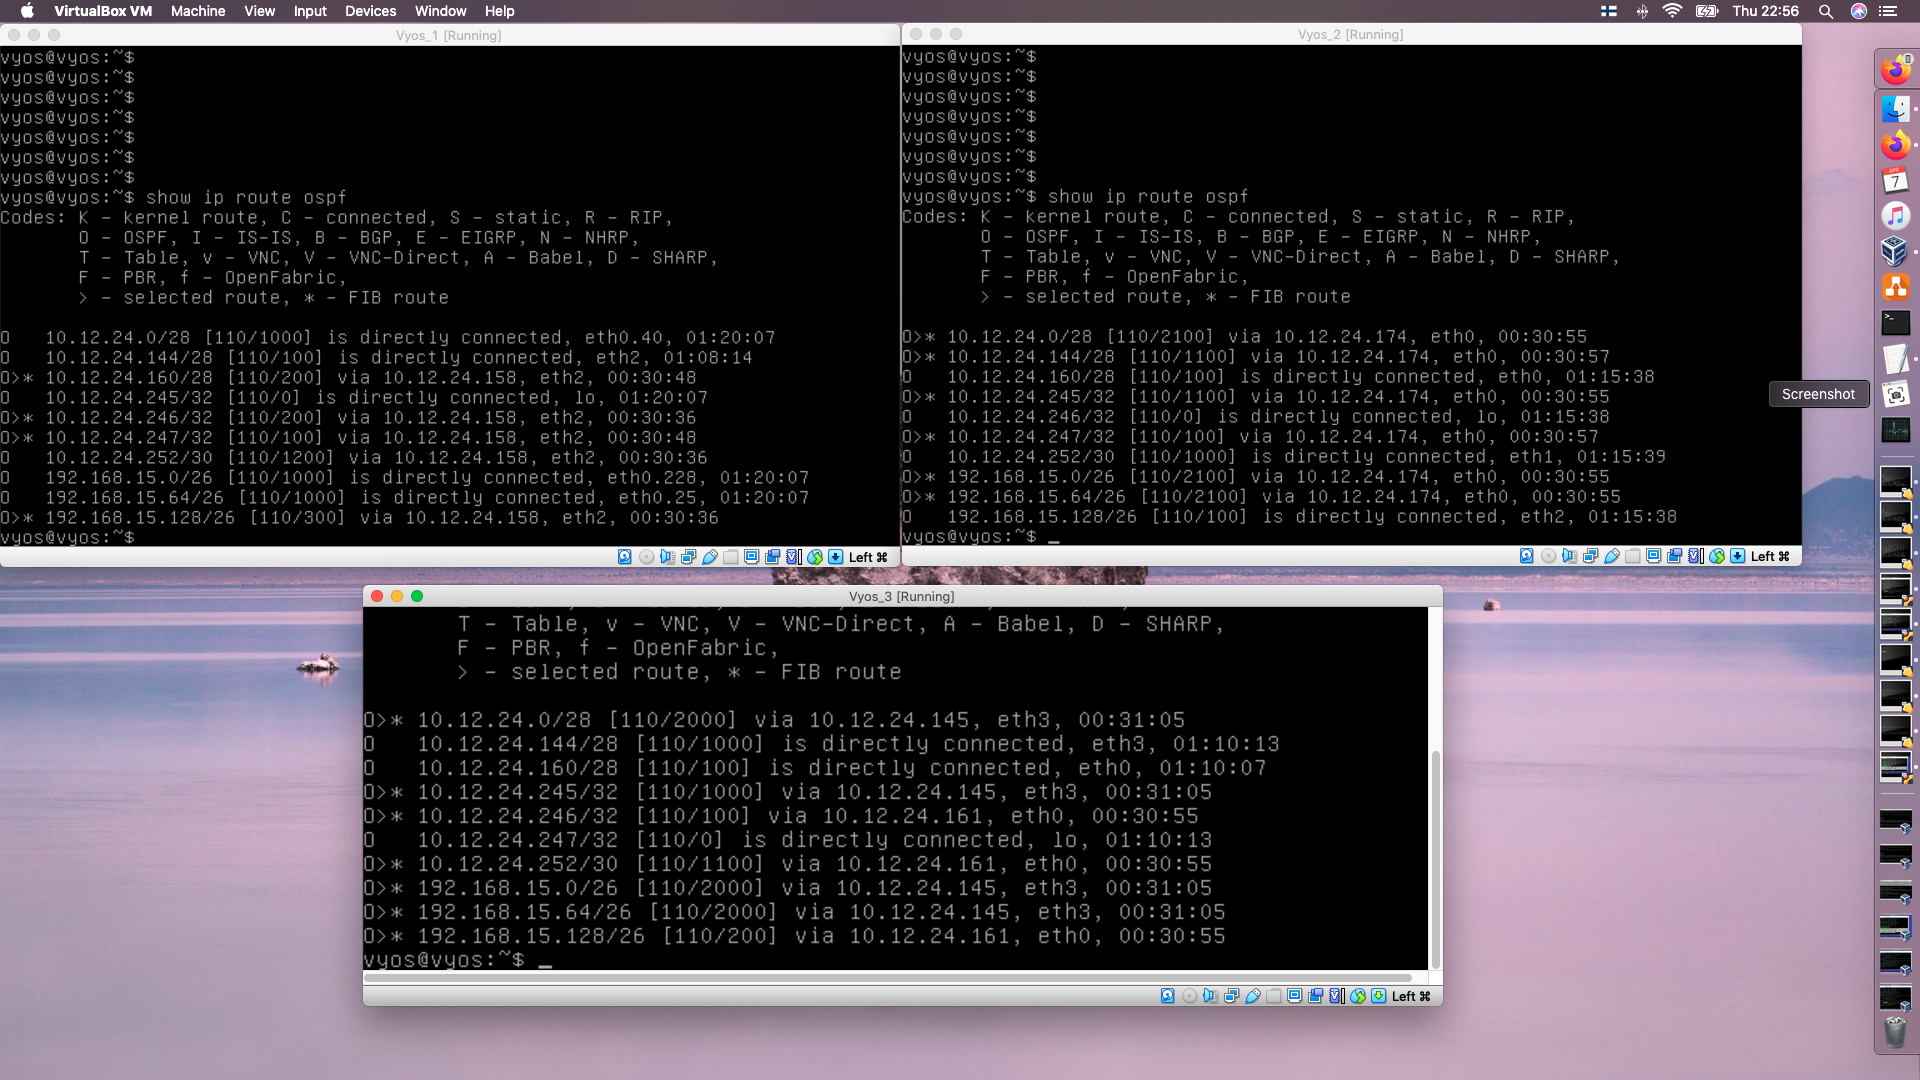 VirtualBox VM Machine View Input Devices Window Help Thu 22:56
Vyos_1 [Running]
vyos@vyos:~$
vyos@vyos:~$
vyos@vyos:~$
vyos@vyos:~$
vyos@vyos:~$
vyos@vyos:~$
vyos@vyos:~$
vyos@vyos:~$ show ip route ospf
Codes: K - kernel route, C - connected, S - static, R - RIP,
O - OSPF, I - IS-IS, B - BGP, E - EIGRP, N - NHRP,
T - Table, v - VNC, V - VNC-Direct, A - Babel, D - SHARP,
F - PBR, f - OpenFabric,
> - selected route, * - FIB route
O 10.12.24.0/28 [110/1000] is directly connected, eth0.40, 01:20:07
O 10.12.24.144/28 [110/100] is directly connected, eth2, 01:08:14
O>* 10.12.24.160/28 [110/200] via 10.12.24.158, eth2, 00:30:48
O 10.12.24.245/32 [110/0] is directly connected, lo, 01:20:07
O>* 10.12.24.246/32 [110/200] via 10.12.24.158, eth2, 00:30:36
O>* 10.12.24.247/32 [110/100] via 10.12.24.158, eth2, 00:30:48
O 10.12.24.252/30 [110/1200] via 10.12.24.158, eth2, 00:30:36
O 192.168.15.0/26 [110/1000] is directly connected, eth0.228, 01:20:07
O 192.168.15.64/26 [110/1000] is directly connected, eth0.25, 01:20:07
O>* 192.168.15.128/26 [110/300] via 10.12.24.158, eth2, 00:30:36
vyos@vyos:~$
Left ⌘
Vyos_2 [Running]
vyos@vyos:~$
vyos@vyos:~$
vyos@vyos:~$
vyos@vyos:~$
vyos@vyos:~$
vyos@vyos:~$
vyos@vyos:~$
vyos@vyos:~$ show ip route ospf
Codes: K - kernel route, C - connected, S - static, R - RIP,
O - OSPF, I - IS-IS, B - BGP, E - EIGRP, N - NHRP,
T - Table, v - VNC, V - VNC-Direct, A - Babel, D - SHARP,
F - PBR, f - OpenFabric,
> - selected route, * - FIB route
O>* 10.12.24.0/28 [110/2100] via 10.12.24.174, eth0, 00:30:55
O>* 10.12.24.144/28 [110/1100] via 10.12.24.174, eth0, 00:30:57
O 10.12.24.160/28 [110/100] is directly connected, eth0, 01:15:38
O>* 10.12.24.245/32 [110/1100] via 10.12.24.174, eth0, 00:30:55
O 10.12.24.246/32 [110/0] is directly connected, lo, 01:15:38
O>* 10.12.24.247/32 [110/100] via 10.12.24.174, eth0, 00:30:57
O 10.12.24.252/30 [110/1000] is directly connected, eth1, 01:15:39
O>* 192.168.15.0/26 [110/2100] via 10.12.24.174, eth0, 00:30:55
O>* 192.168.15.64/26 [110/2100] via 10.12.24.174, eth0, 00:30:55
O 192.168.15.128/26 [110/100] is directly connected, eth2, 01:15:38
vyos@vyos:~$ _
Left ⌘
Screenshot
APR
7
Vyos_3 [Running]
T - Table, v - VNC, V - VNC-Direct, A - Babel, D - SHARP,
F - PBR, f - OpenFabric,
> - selected route, * - FIB route
O>* 10.12.24.0/28 [110/2000] via 10.12.24.145, eth3, 00:31:05
O 10.12.24.144/28 [110/1000] is directly connected, eth3, 01:10:13
O 10.12.24.160/28 [110/100] is directly connected, eth0, 01:10:07
O>* 10.12.24.245/32 [110/1000] via 10.12.24.145, eth3, 00:31:05
O>* 10.12.24.246/32 [110/100] via 10.12.24.161, eth0, 00:30:55
O 10.12.24.247/32 [110/0] is directly connected, lo, 01:10:13
O>* 10.12.24.252/30 [110/1100] via 10.12.24.161, eth0, 00:30:55
O>* 192.168.15.0/26 [110/2000] via 10.12.24.145, eth3, 00:31:05
O>* 192.168.15.64/26 [110/2000] via 10.12.24.145, eth3, 00:31:05
O>* 192.168.15.128/26 [110/200] via 10.12.24.161, eth0, 00:30:55
vyos@vyos:~$ _
Left ⌘